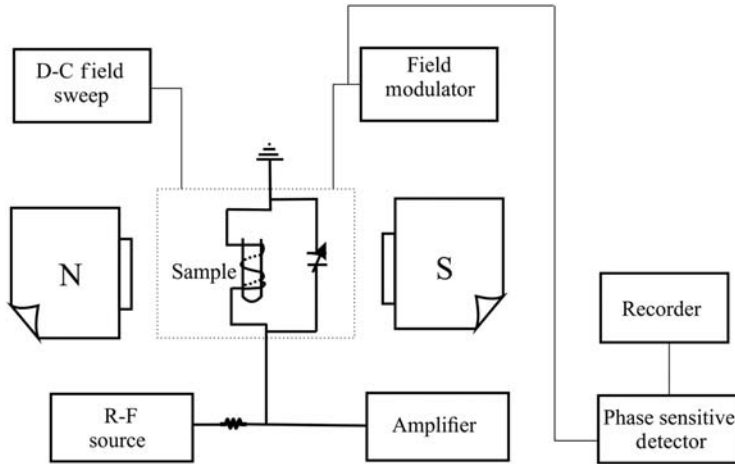 D-C field
sweep
Field
modulator
N
Sample
S
Recorder
R-F
source
Amplifier
Phase sensitive
detector